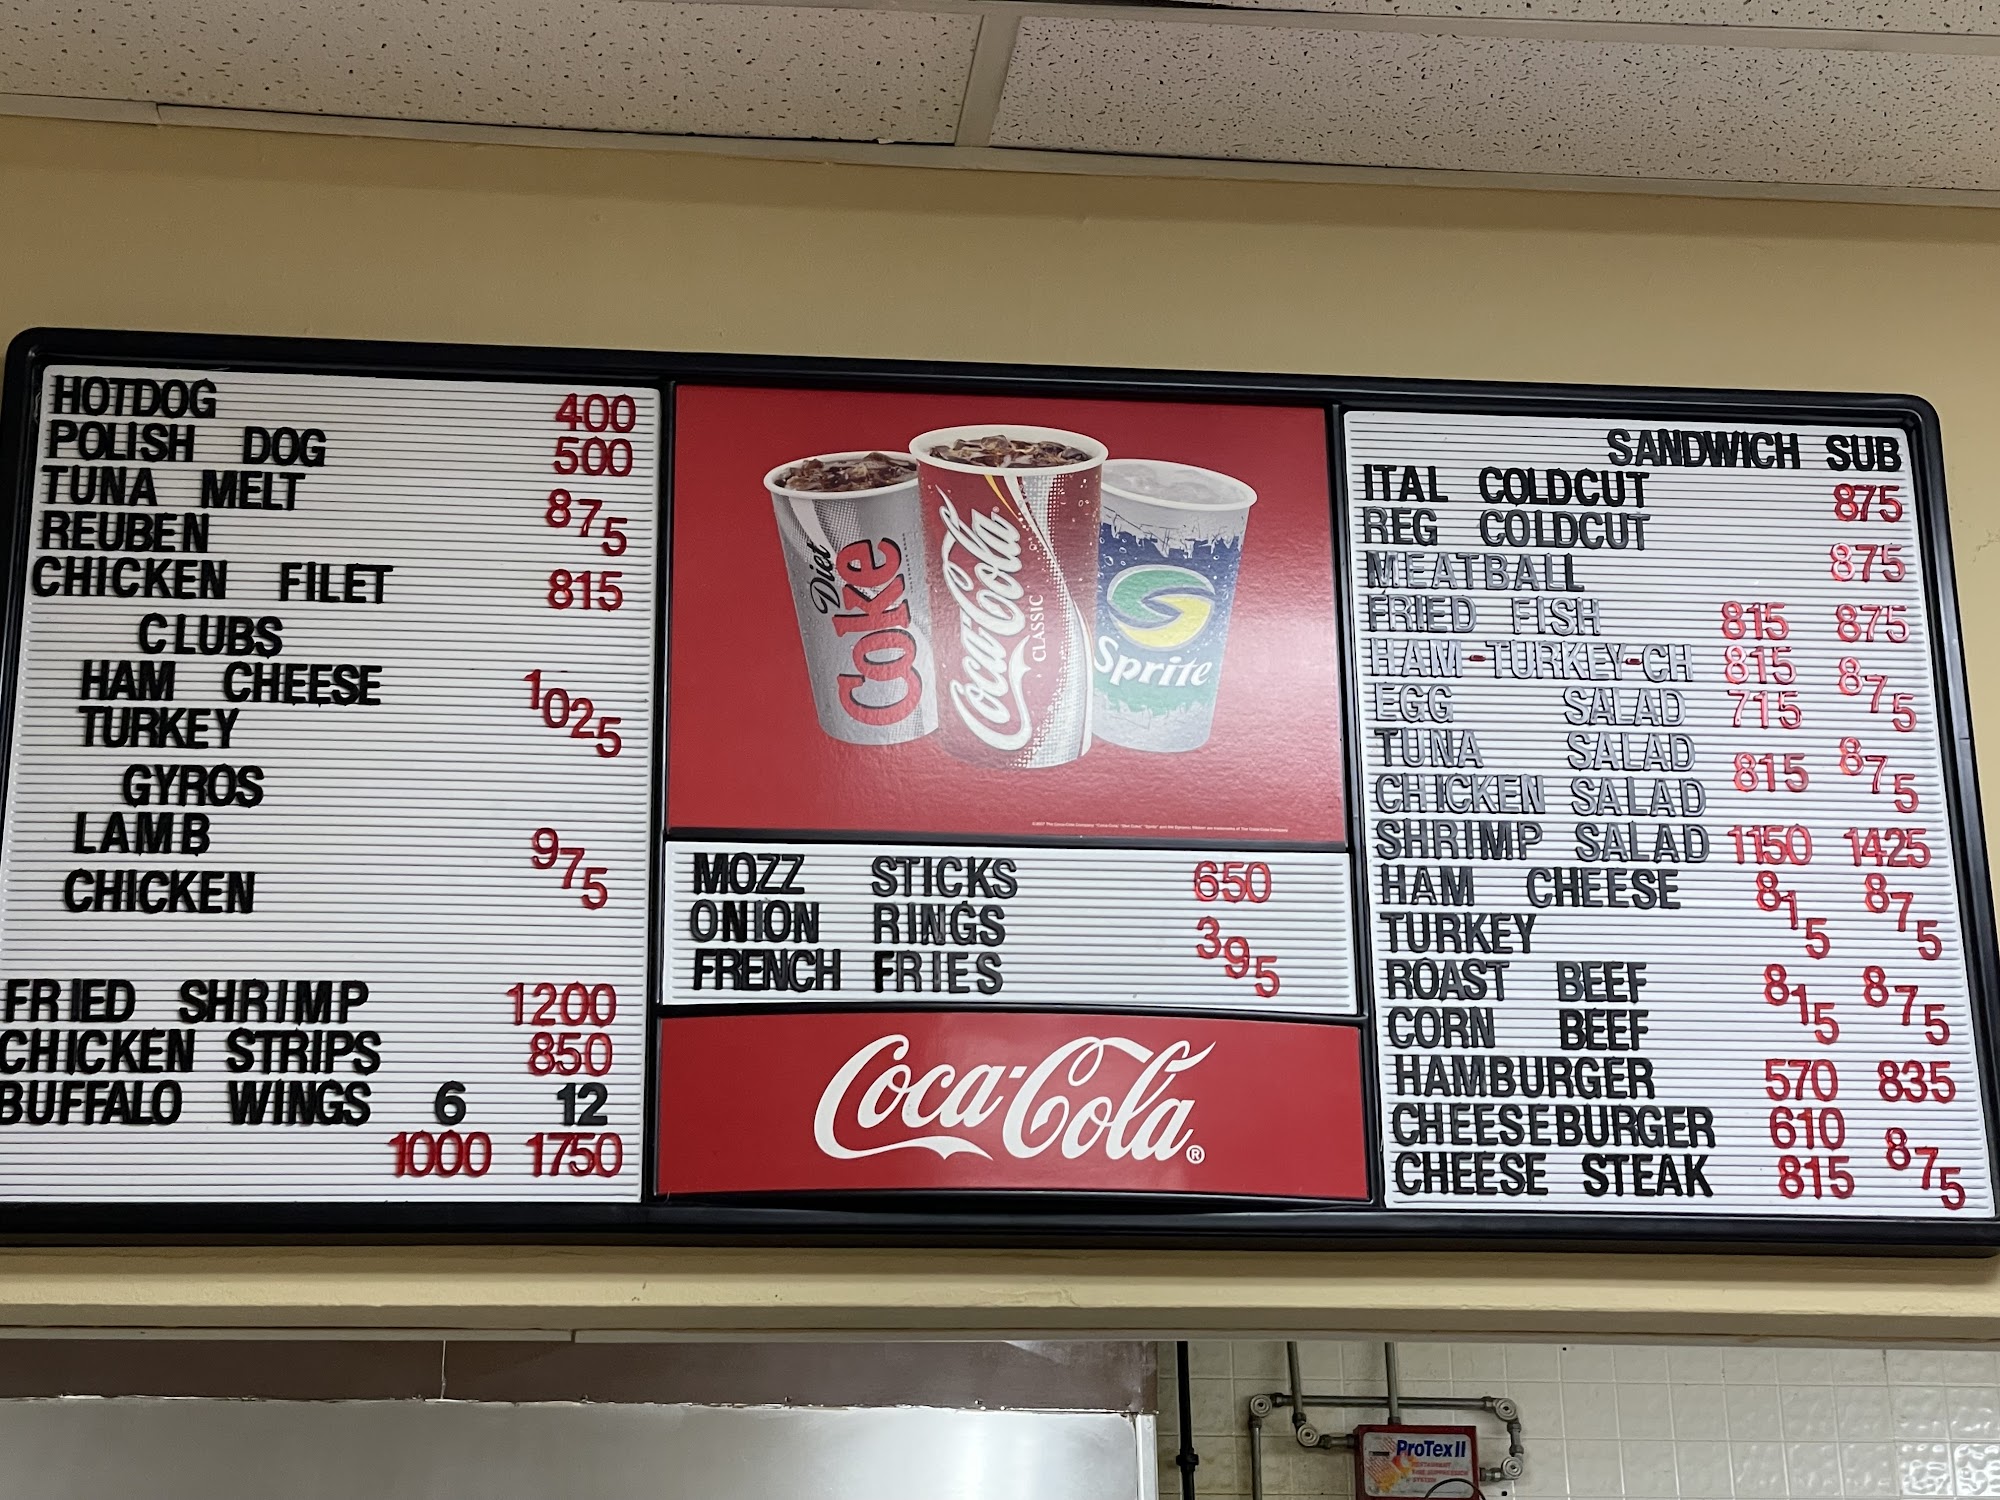 HOTDOG 400
POLISH DOG 500
TUNA MELT
REUBEN 875
CHICKEN FILET 815
CLUBS
HAM CHEESE
TURKEY 1025
GYROS
LAMB
CHICKEN 975
FRIED SHRIMP 1200
CHICKEN STRIPS 850
BUFFALO WINGS 6 12
1000 1750
Diet Coke
Coca-Cola
CLASSIC
Sprite
MOZZ STICKS 650
ONION RINGS
FRENCH FRIES 395
Coca-Cola®
SANDWICH SUB
ITAL COLDCUT 875
REG COLDCUT
MEATBALL 875
FRIED FISH 815 875
HAM-TURKEY-CH 815
EGG SALAD 715 875
TUNA SALAD
CHICKEN SALAD 815 875
SHRIMP SALAD 1150 1425
HAM CHEESE 815 875
TURKEY
ROAST BEEF 815 875
CORN BEEF
HAMBURGER 570 835
CHEESEBURGER 610
CHEESE STEAK 815 875
ProTex II
RESTAURANT
FIRE SUPPRESSION
SYSTEM